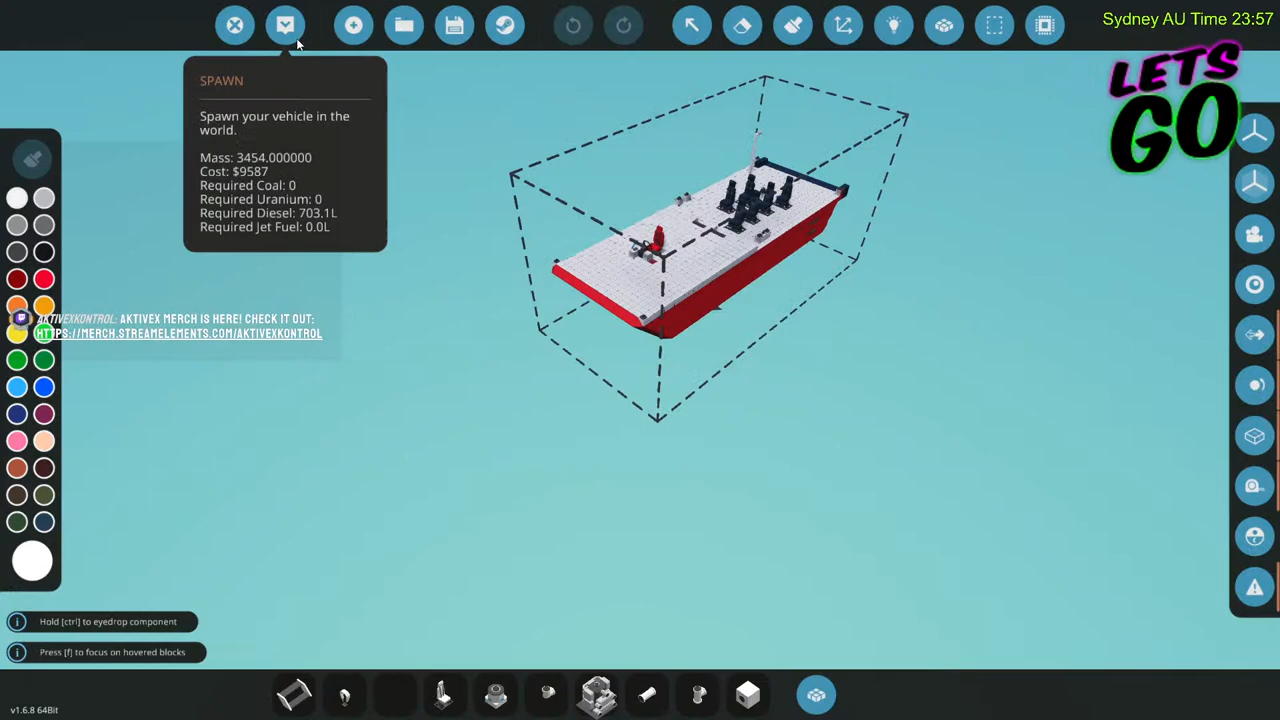 Sydney AU Time 23:57
LETS
GO
SPAWN
Spawn your vehicle in the
world.
Mass: 3454.000000
Cost: $9587
Required Coal: 0
Required Uranium: 0
Required Diesel: 703.1L
Required Jet Fuel: 0.0L
AKTIVEXKONTROL: AKTIVEX MERCH IS HERE! CHECK IT OUT:
HTTPS://MERCH.STREAMELEMENTS.COM/AKTIVEXKONTROL
Hold [ctrl] to eyedrop component
Press [f] to focus on hovered blocks
v1.6.8 64Bit